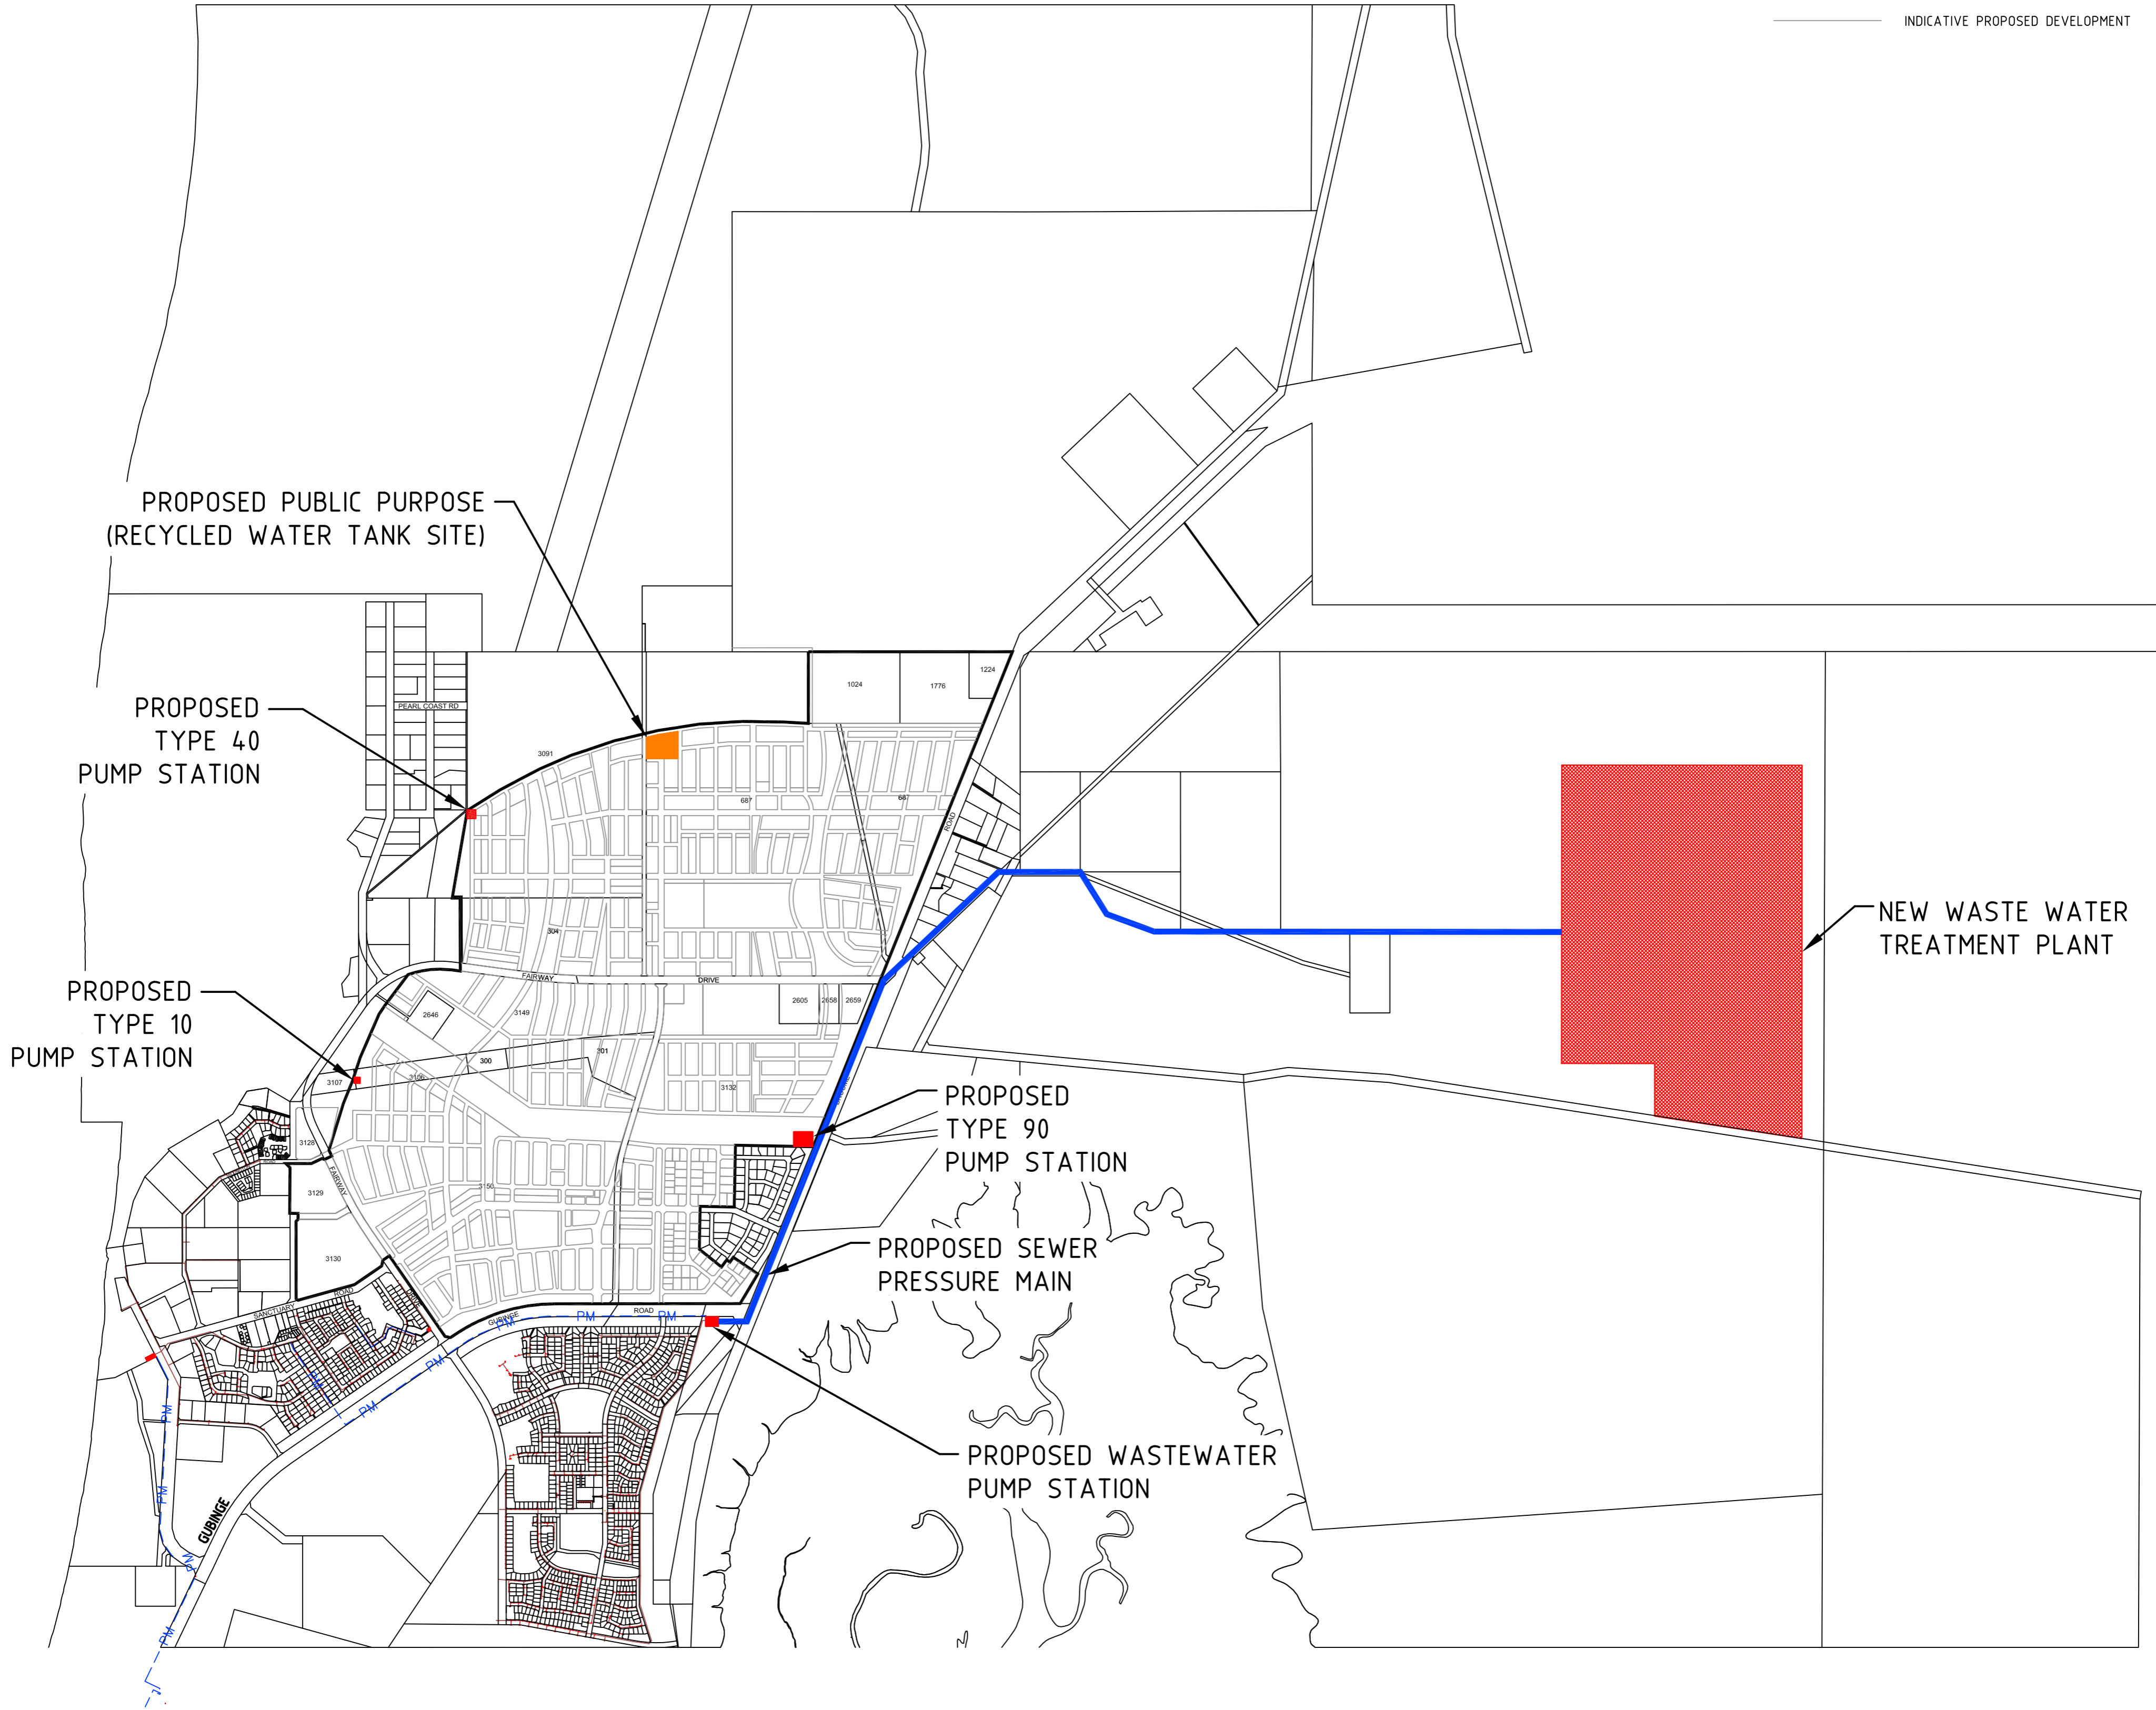 INDICATIVE PROPOSED DEVELOPMENT
PROPOSED PUBLIC PURPOSE
(RECYCLED WATER TANK SITE)
1224
1024
1776
PROPOSED
TYPE 40
PUMP STATION
PEARL COAST RD
3091
687
687
ROAD
NEW WASTE WATER
TREATMENT PLANT
304
FAIRWAY
DRIVE
PROPOSED
TYPE 10
PUMP STATION
2646
3149
2605
2658
2659
300
301
3107
3106
3132
PROPOSED
TYPE 90
PUMP STATION
3128
FAIRWAY
3129
3150
3130
PROPOSED SEWER
PRESSURE MAIN
SANCTUARY
ROAD
DRIVE
GUBINGE
ROAD
PM
PM
PM
PM
PM
PM
PM
PROPOSED WASTEWATER
PUMP STATION
PM
GUBINGE
PM
PM